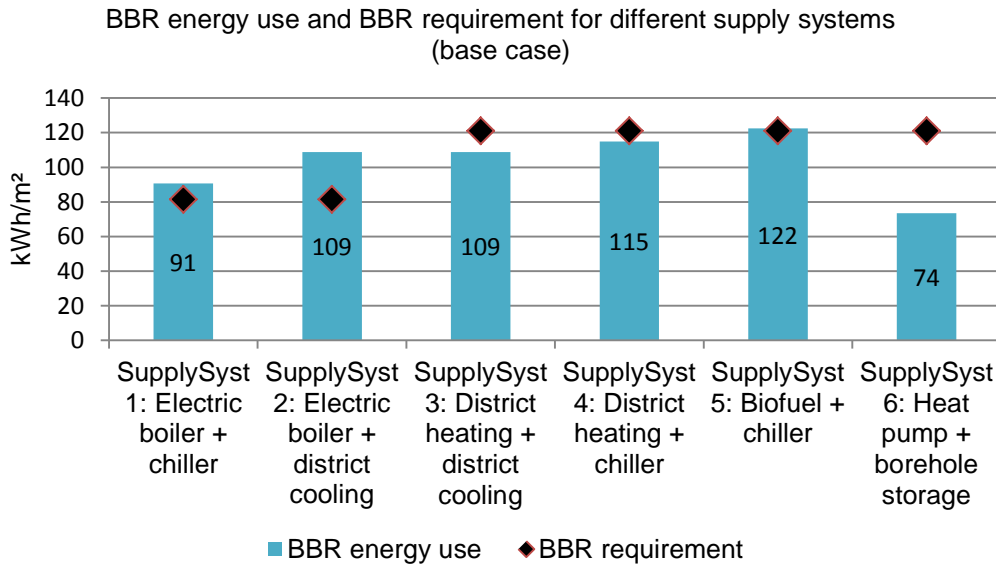 BBR energy use and BBR requirement for different supply systems
(base case)
kWh/m²
140
120
100
80
60
40
20
0
91
109
109
115
122
74
SupplySyst SupplySyst SupplySyst SupplySyst SupplySyst SupplySyst
1: Electric 2: Electric 3: District 4: District 5: Biofuel + 6: Heat
boiler + boiler + heating + heating + chiller pump +
chiller district district chiller borehole
cooling cooling storage
BBR energy use BBR requirement